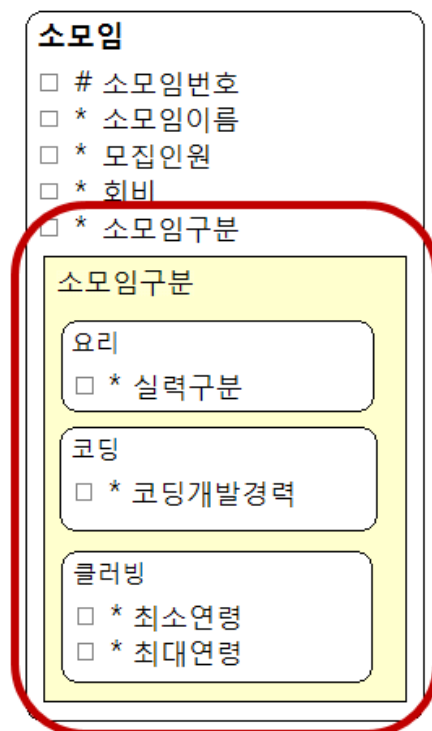 소모임
□ # 소모임번호
□ * 소모임이름
□ * 모집인원
□ * 회비
□ * 소모임구분
소모임구분
요리
□ * 실력구분
코딩
□ * 코딩개발경력
클러빙
□ * 최소연령
□ * 최대연령